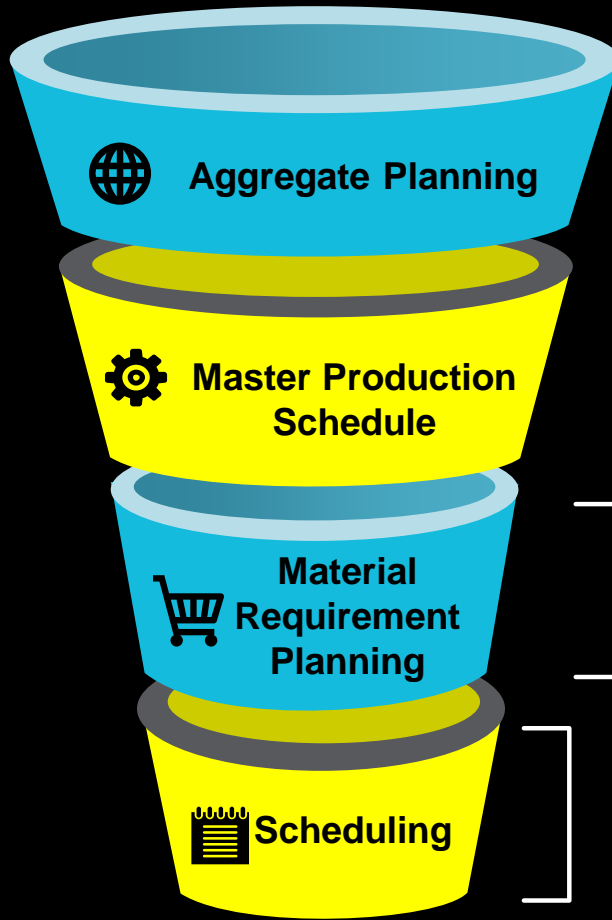 Aggregate Planning
Master Production
Schedule
Material
Requirement
Planning
Scheduling